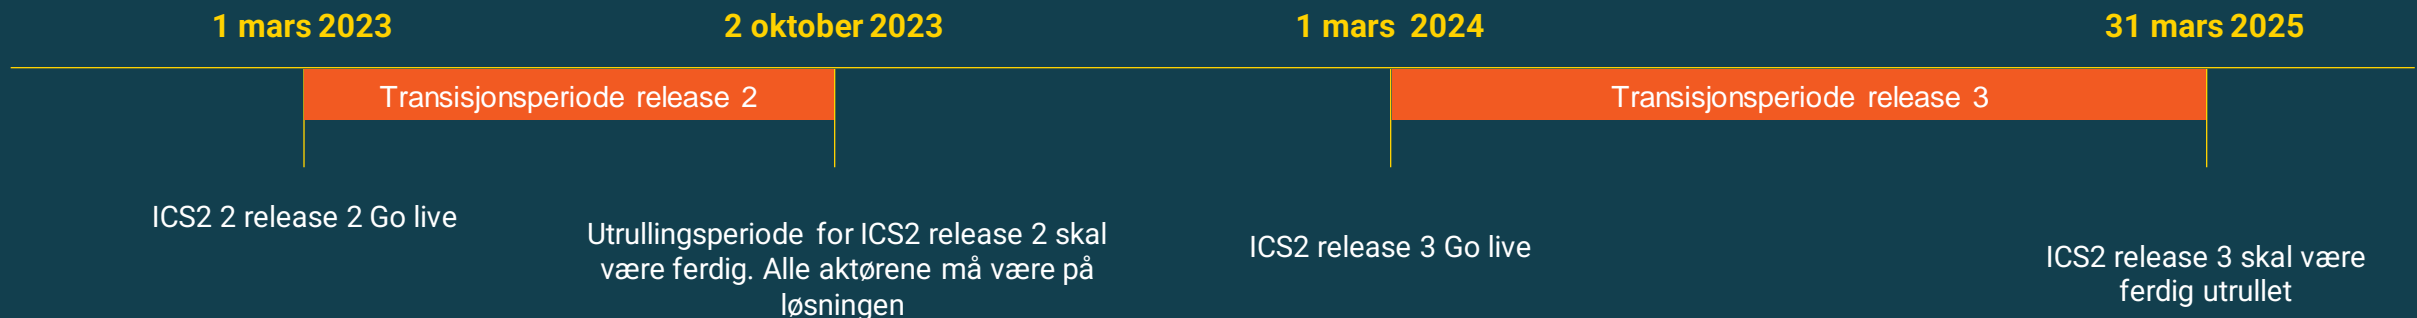 1 mars 2023
2 oktober 2023
1 mars 2024
31 mars 2025
Transisjonsperiode release 2
Transisjonsperiode release 3
ICS2 2 release 2 Go live
Utrullingsperiode for ICS2 release 2 skal
være ferdig. Alle aktørene må være på
løsningen
ICS2 release 3 Go live
ICS2 release 3 skal være
ferdig utrullet